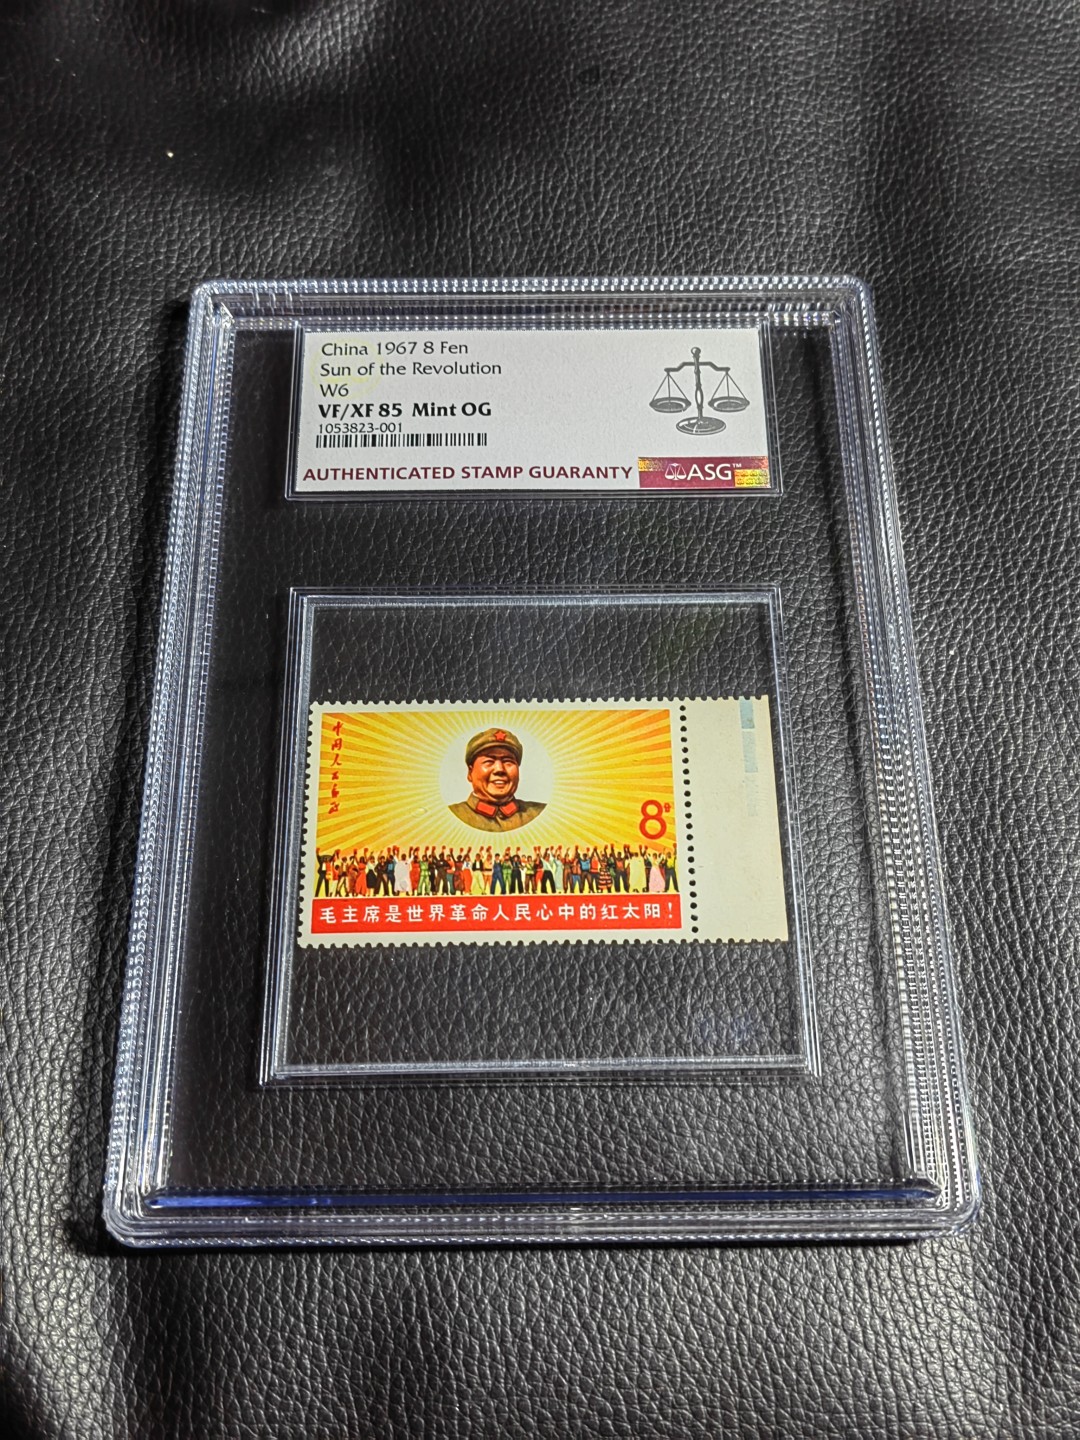 China 1967 8 Fen
Sun of the Revolution
W6
VF/XF 85 Mint OG
1053823-001
AUTHENTICATED STAMP GUARANTY
ASG™
中国人民邮政
8分
毛主席是世界革命人民心中的红太阳！